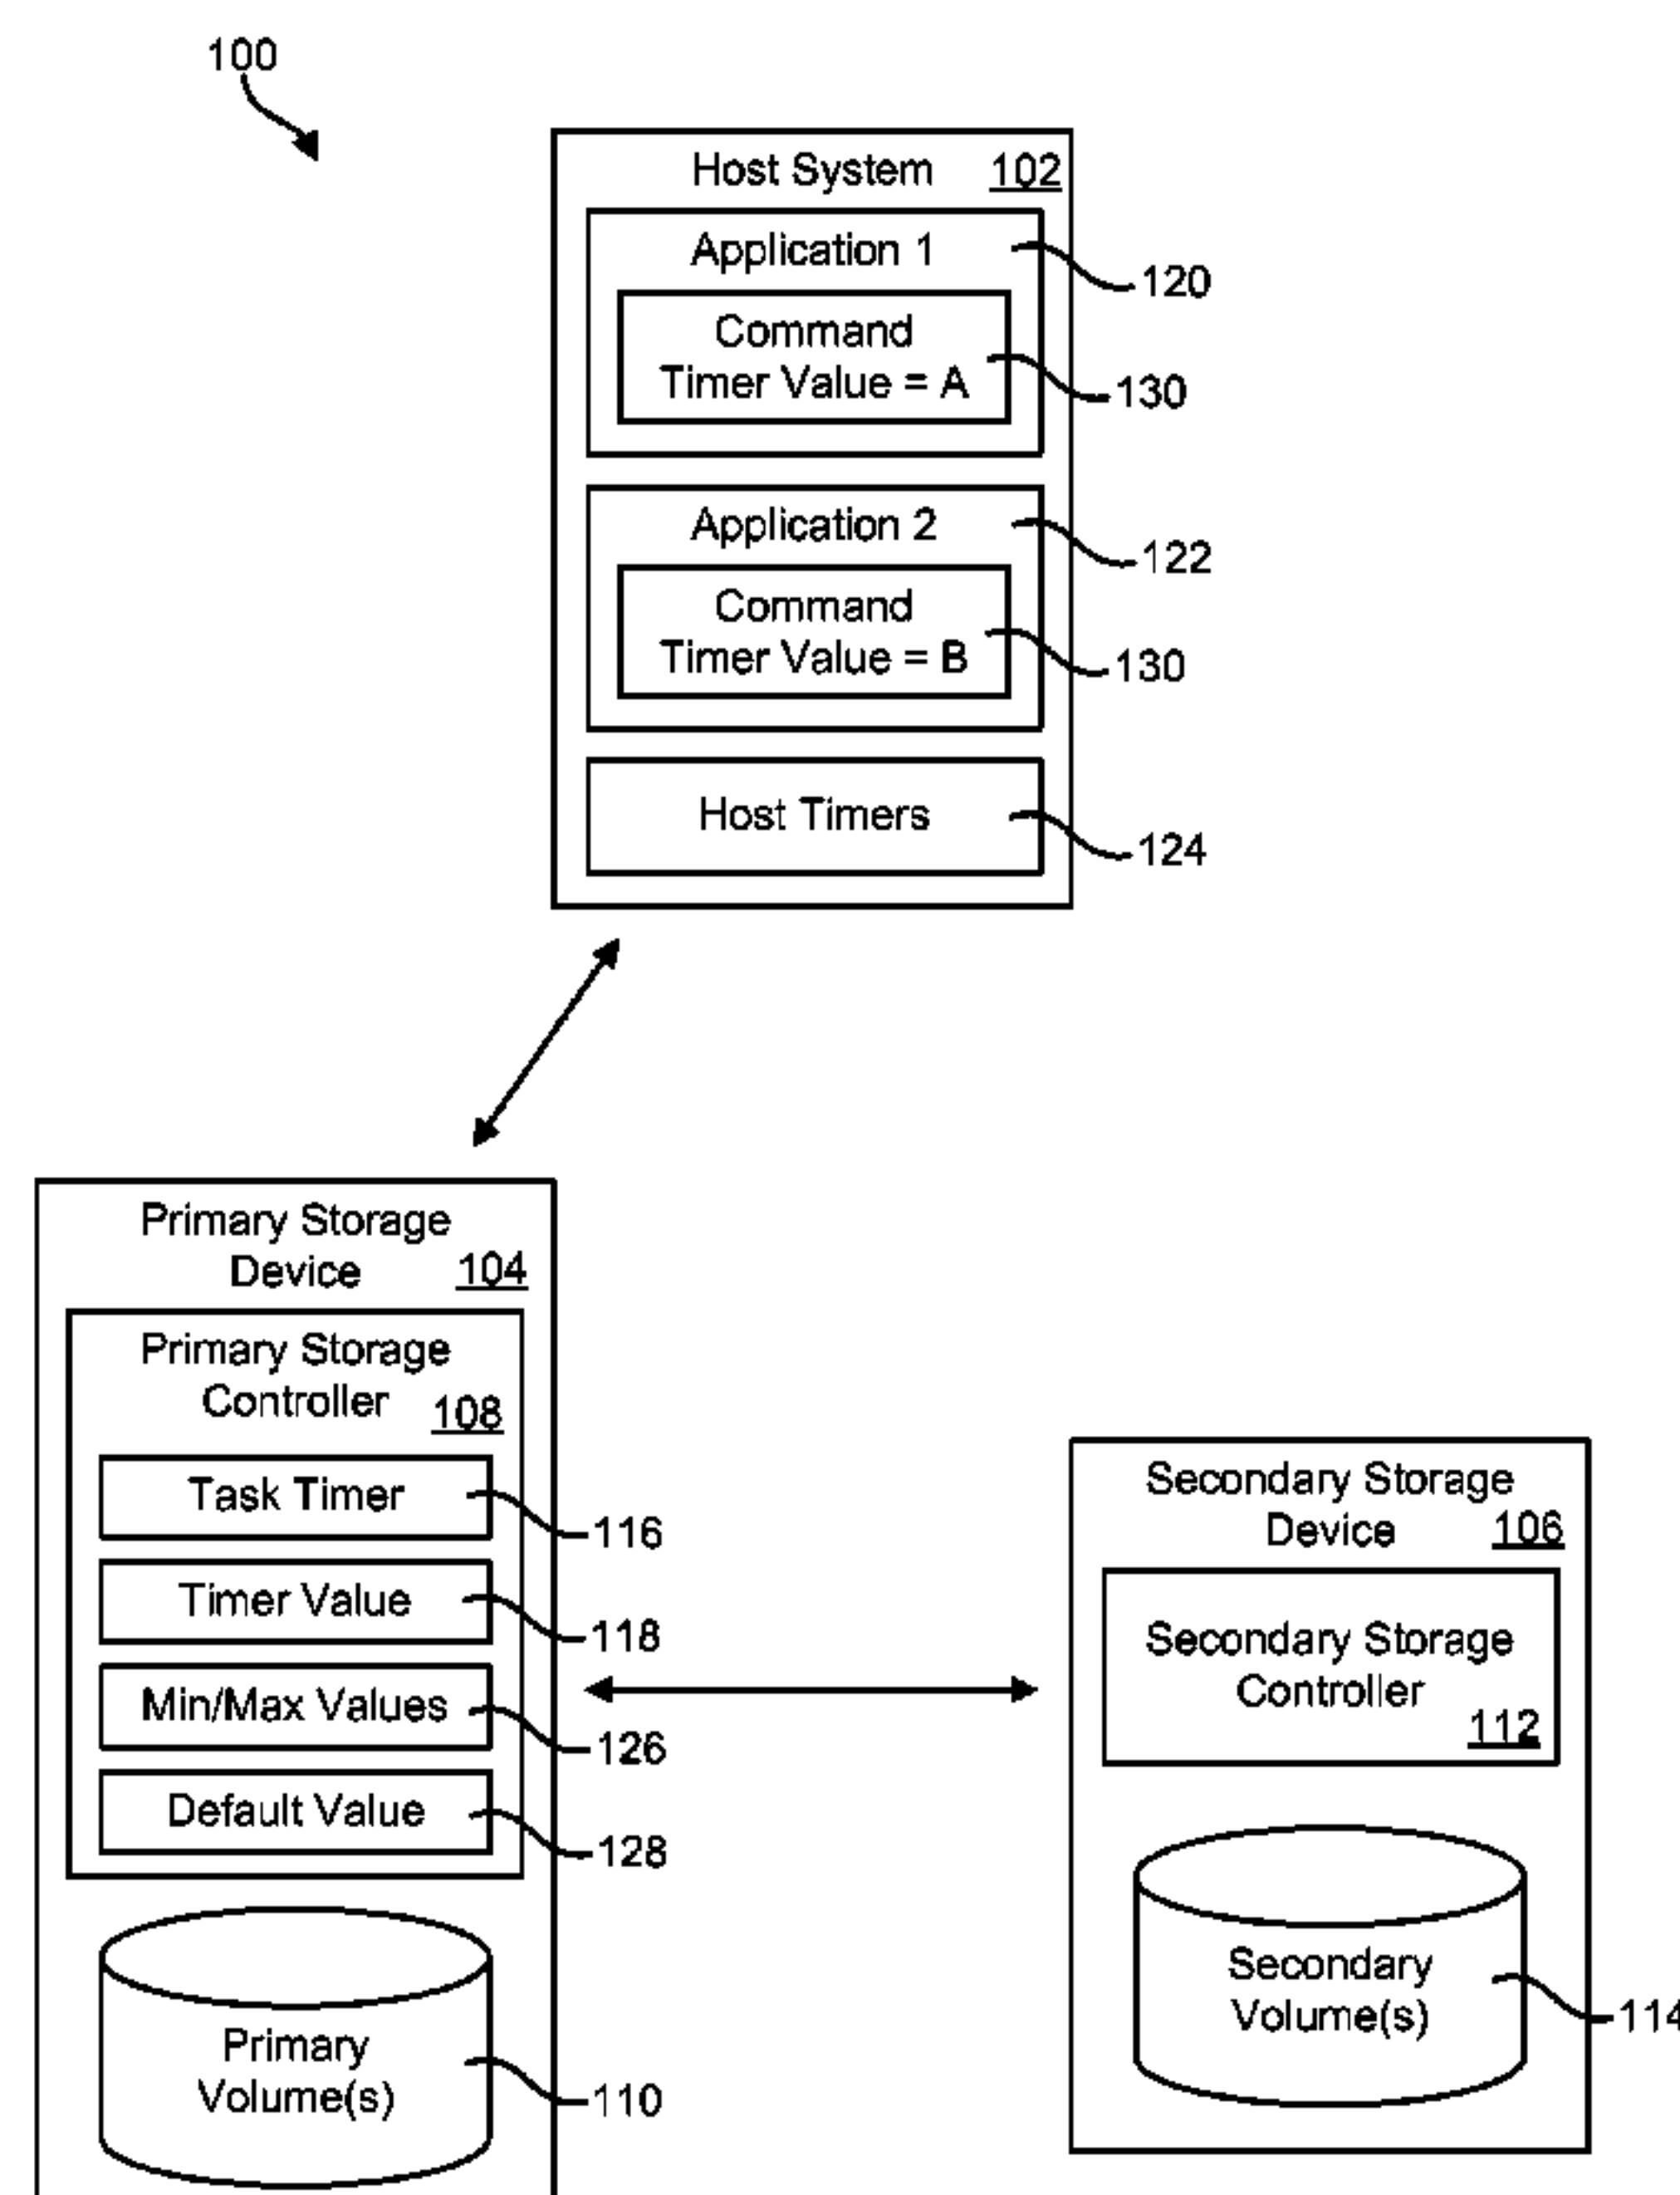 100
Host System 102
Application 1
120
Command
Timer Value = A
130
Application 2
122
Command
Timer Value = B
130
Host Timers
124
Primary Storage
Device 104
Primary Storage
Controller 108
Task Timer
116
Timer Value
118
Min/Max Values
126
Default Value
128
Primary
Volume(s)
110
Secondary Storage
Device 106
Secondary Storage
Controller
112
Secondary
Volume(s)
114